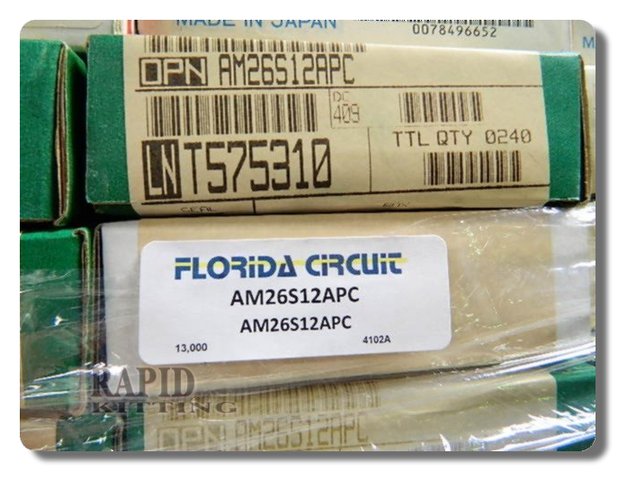 MADE IN JAPAN
0078496652
M
OPN AM26S12APC
DC
409
TTL QTY 0240
LN T575310
FLORIDA CIRCUIT
AM26S12APC
AM26S12APC
13,000 4102A
RAPID
KITTING
OPN AM26S12APC